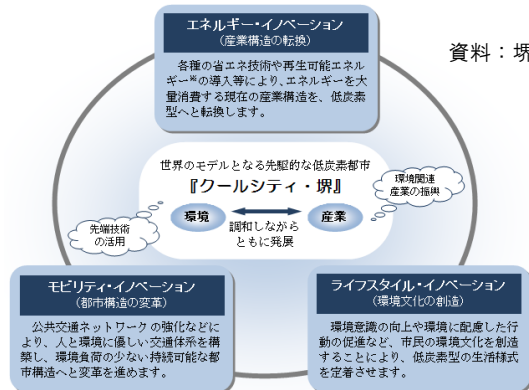 エネルギー・イノベーション
(産業構造の転換)
各種の省エネ技術や再生可能エネル
ギー※の導入等により、エネルギーを大
量消費する現在の産業構造を、低炭素
型へと転換します。
資料：堺
世界のモデルとなる先駆的な低炭素都市
『クールシティ・堺』
環境
産業
調和しながら
ともに発展
環境関連
産業の振興
先端技術
の活用
モビリティ・イノベーション
(都市構造の変革)
公共交通ネットワークの強化などに
より、人と環境に優しい交通体系を構
築し、環境負荷の少ない持続可能な都
市構造へと変革を進めます。
ライフスタイル・イノベーション
(環境文化の創造)
環境意識の向上や環境に配慮した行
動の促進など、市民の環境文化を創造
することにより、低炭素型の生活様式
を定着させます。